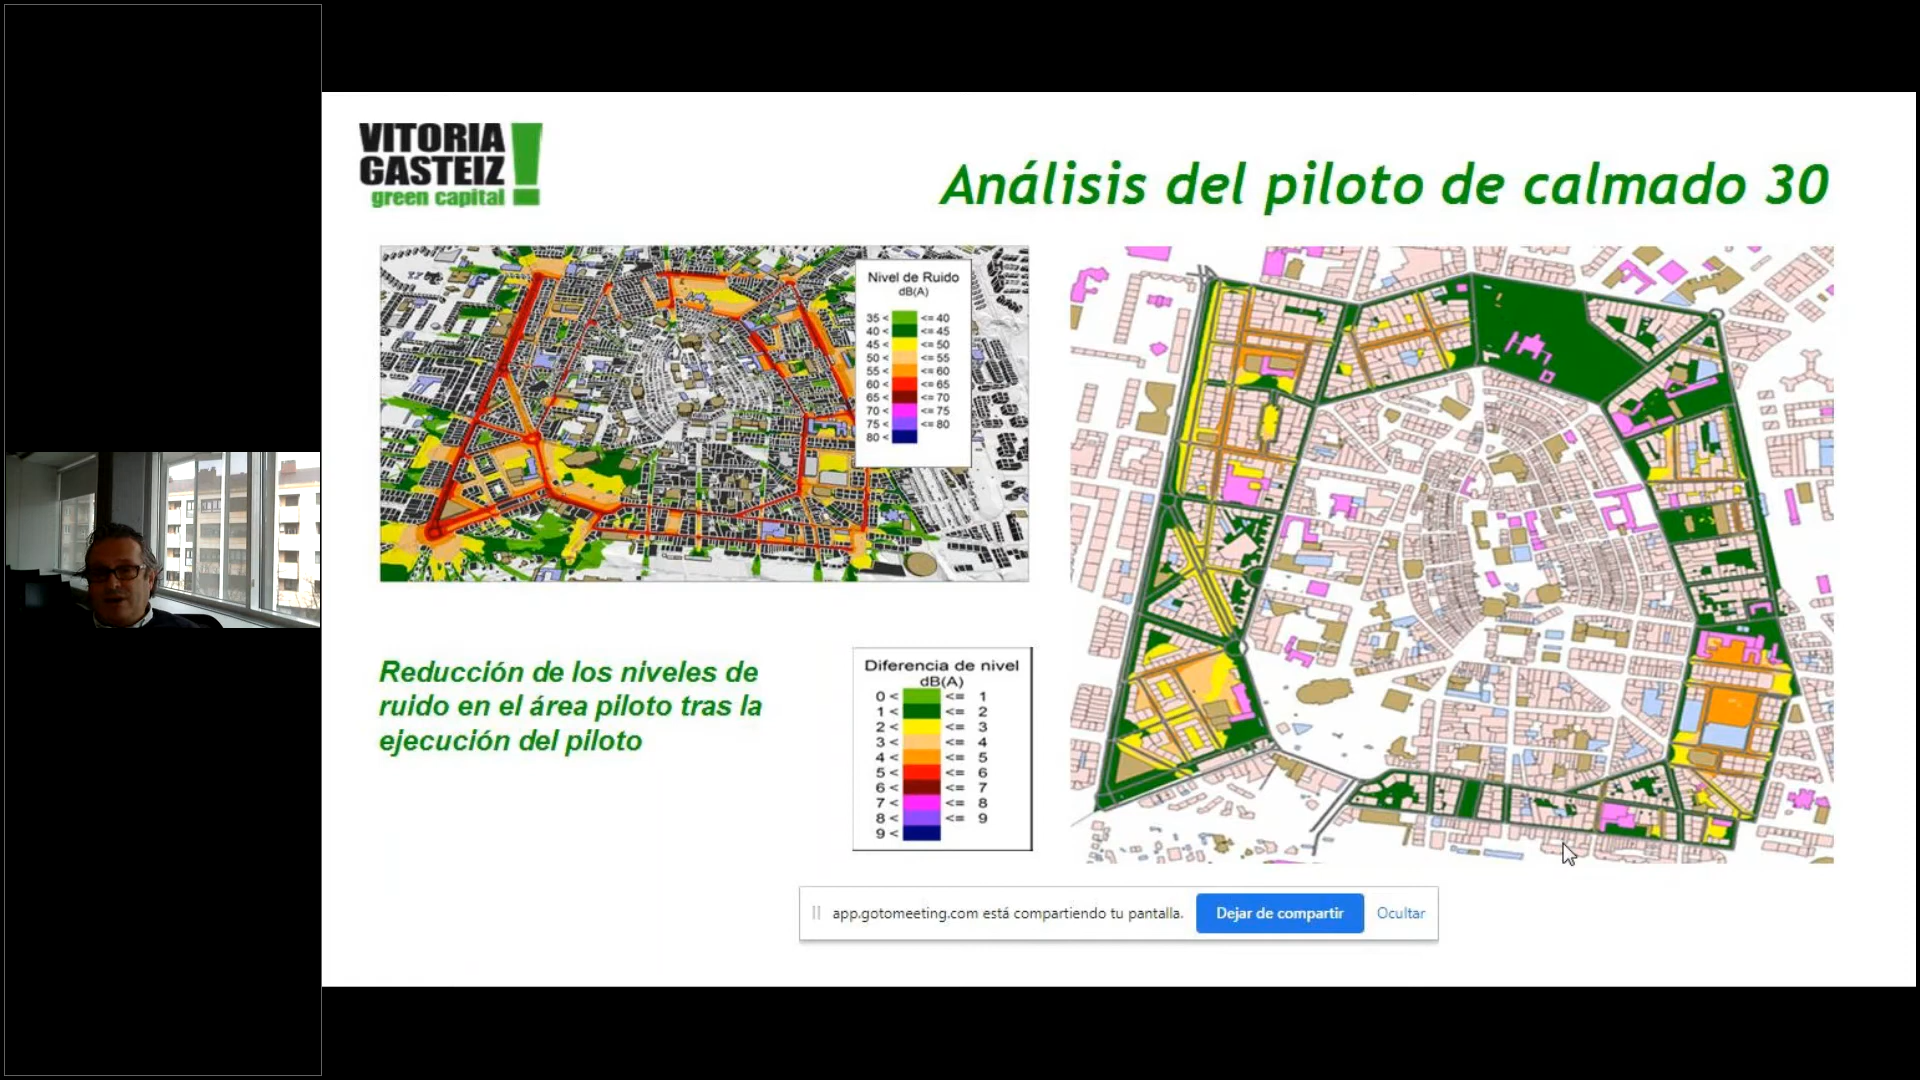 VITORIA
GASTEIZ
green capital
Análisis del piloto de calmado 30
Nivel de Ruido
dB(A)
35 < <= 40
40 < <= 45
45 < <= 50
50 < <= 55
55 < <= 60
60 < <= 65
65 < <= 70
70 < <= 75
75 < <= 80
80 <
Reducción de los niveles de
ruido en el área piloto tras la
ejecución del piloto
Diferencia de nivel
dB(A)
0 < <= 1
1 < <= 2
2 < <= 3
3 < <= 4
4 < <= 5
5 < <= 6
6 < <= 7
7 < <= 8
8 < <= 9
9 <
app.gotomeeting.com está compartiendo tu pantalla.
Dejar de compartir
Ocultar